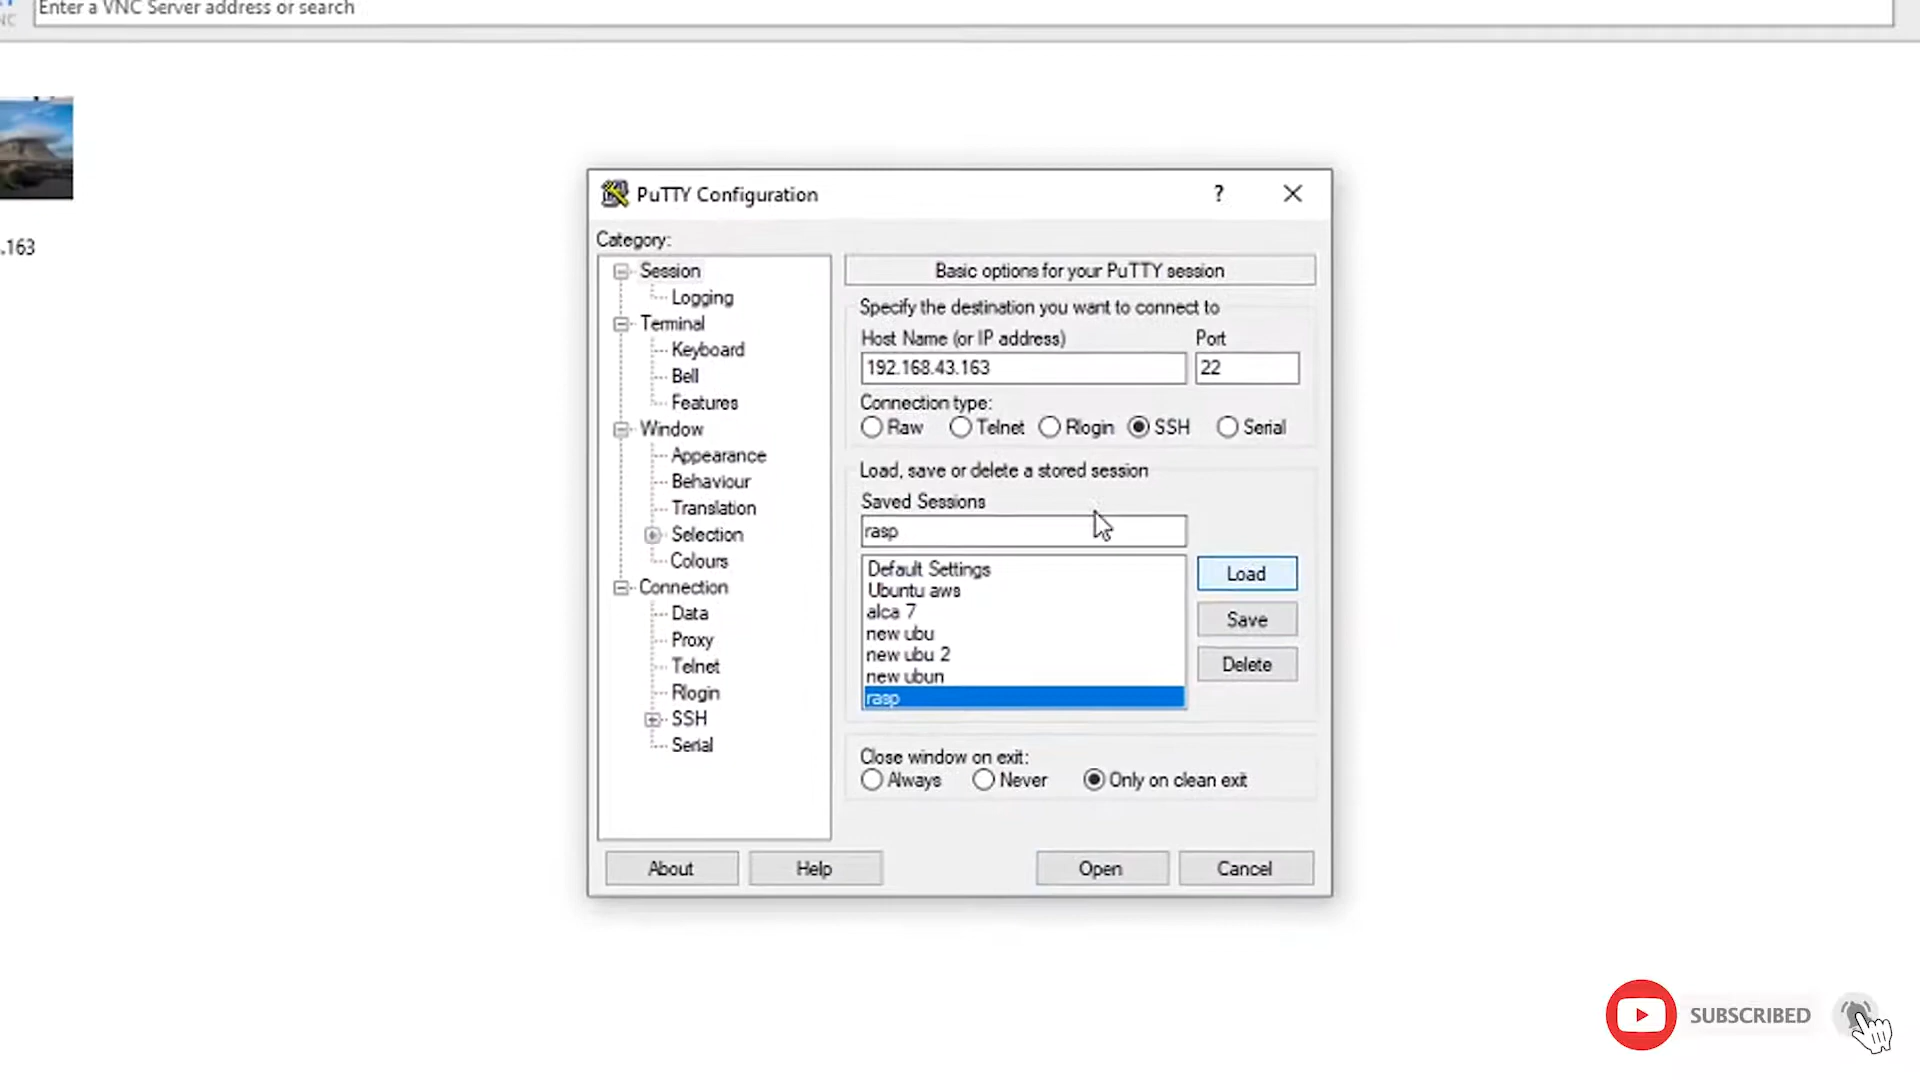 NC
Enter a VNC Server address or search
.163
PuTTY Configuration
?
Category:
Session
Logging
Terminal
Keyboard
Bell
Features
Window
Appearance
Behaviour
Translation
Selection
Colours
Connection
Data
Proxy
Telnet
Rlogin
SSH
Serial
Basic options for your PuTTY session
Specify the destination you want to connect to
Host Name (or IP address) Port
192.168.43.163 22
Connection type:
Raw Telnet Rlogin SSH Serial
Load, save or delete a stored session
Saved Sessions
rasp
Default Settings
Ubuntu aws
alca 7
new ubu
new ubu 2
new ubun
rasp
Load
Save
Delete
Close window on exit:
Always Never Only on clean exit
About Help Open Cancel
SUBSCRIBED